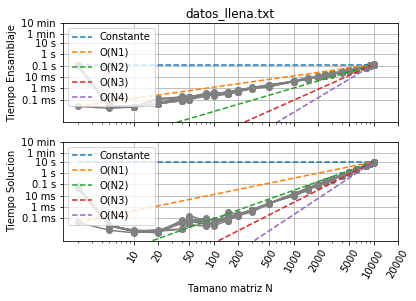 datos_llena.txt
Tiempo Ensamblaje
10 min
1 min
10 s
1 s
0.1 s
10 ms
1 ms
0.1 ms
Constante
O(N1)
O(N2)
O(N3)
O(N4)
Tiempo Solucion
10 min
1 min
10 s
1 s
0.1 s
10 ms
1 ms
0.1 ms
Constante
O(N1)
O(N2)
O(N3)
O(N4)
10
20
50
100
200
500
1000
2000
5000
10000
20000
Tamano matriz N